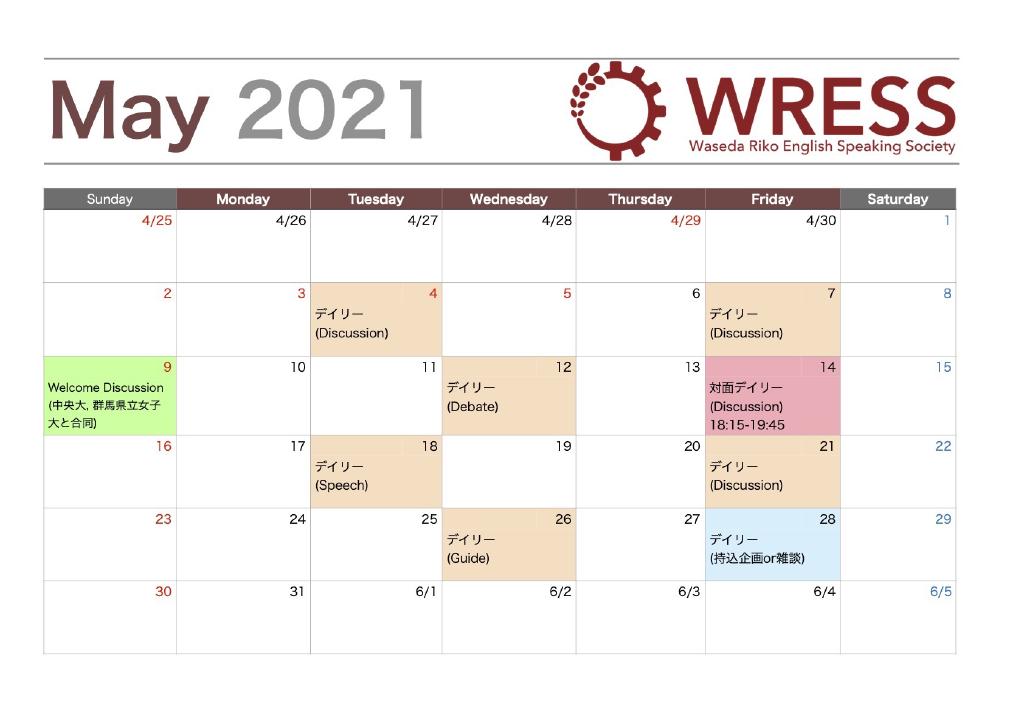 May 2021
WRESS
Waseda Riko English Speaking Society
Sunday Monday Tuesday Wednesday Thursday Friday Saturday
4/25 4/26 4/27 4/28 4/29 4/30 1
2 3 4 5 6 7 8
デイリー
(Discussion)
デイリー
(Discussion)
9 10 11 12 13 14 15
Welcome Discussion
(中央大, 群馬県立女子
大と合同)
デイリー
(Debate)
対面デイリー
(Discussion)
18:15-19:45
16 17 18 19 20 21 22
デイリー
(Speech)
デイリー
(Discussion)
23 24 25 26 27 28 29
デイリー
(Guide)
デイリー
(持込企画or雑談)
30 31 6/1 6/2 6/3 6/4 6/5